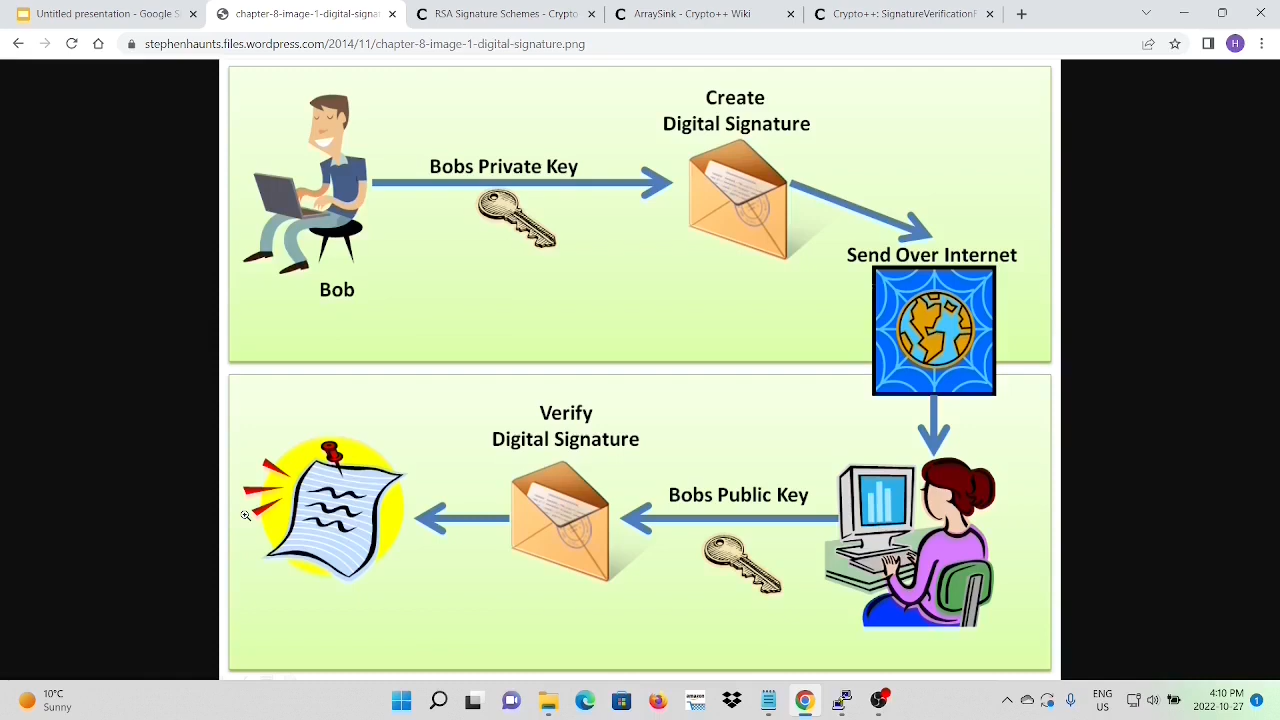 Untitled presentation - Google S
chapter-8-image-1-digital-signat
RSA Signature Schemes - Crypto
ArraySink - Crypto++ Wiki
Crypto++:
stephenhaunts.files.wordpress.com/2014/11/chapter-8-image-1-digital-signature.png
H
Create
Digital Signature
Bobs Private Key
Send Over Internet
Bob
Verify
Digital Signature
Bobs Public Key
10°C
Sunny
ENG
US
4:10 PM
2022-10-27
1